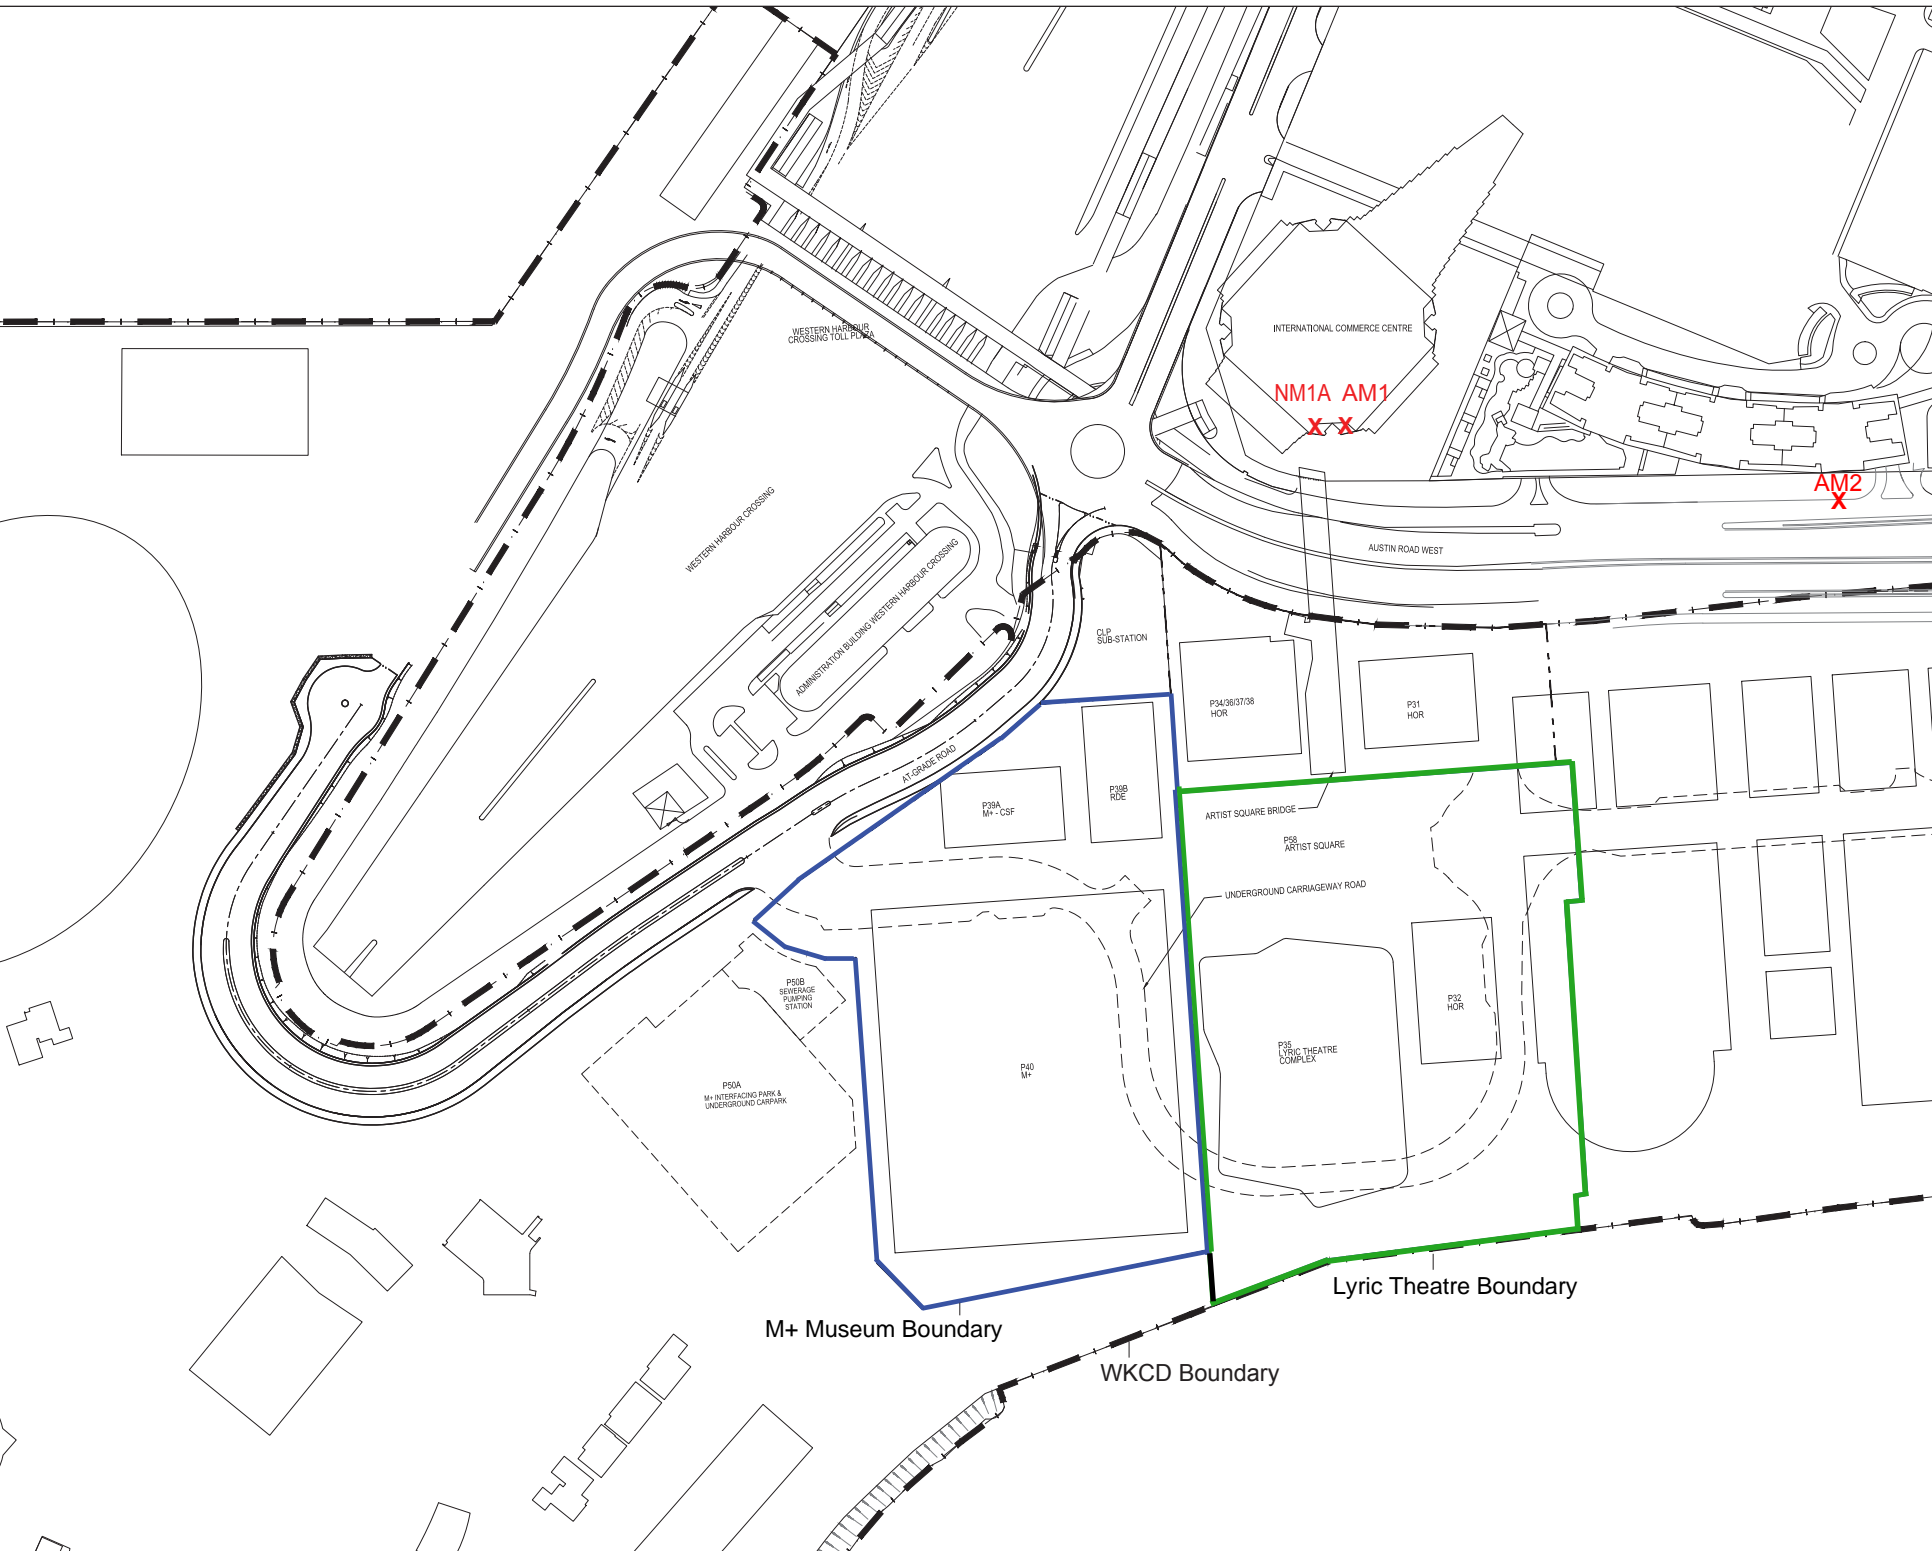 WESTERN HARBOUR
CROSSING TOLL PLAZA
INTERNATIONAL COMMERCE CENTRE
NM1A AM1
X X
AM2
X
WESTERN HARBOUR CROSSING
ADMINISTRATION BUILDING WESTERN HARBOUR CROSSING
AUSTIN ROAD WEST
CLP
SUB-STATION
P34/36/37/38
HOR
P31
HOR
AT-GRADE ROAD
P39A
M+ - CSF
P39B
RDE
ARTIST SQUARE BRIDGE
P58
ARTIST SQUARE
UNDERGROUND CARRIAGEWAY ROAD
P50B
SEWERAGE
PUMPING
STATION
P32
HOR
P35
LYRIC THEATRE
COMPLEX
P40
M+
P50A
M+ INTERFACING PARK &
UNDERGROUND CARPARK
Lyric Theatre Boundary
M+ Museum Boundary
WKCD Boundary